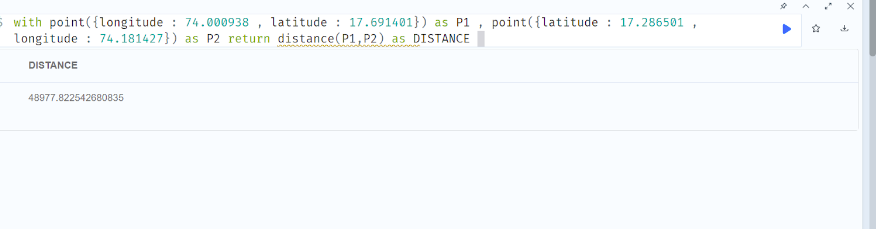 with point({longitude : 74.000938 , latitude : 17.691401}) as P1 , point({latitude : 17.286501 ,
longitude : 74.181427}) as P2 return distance(P1,P2) as DISTANCE
DISTANCE
48977.822542680835